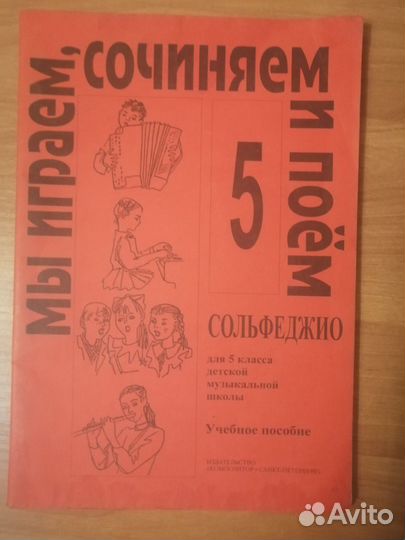 мы играем,
сочиняем
и поём
5
СОЛЬФЕДЖИО
для 5 класса
детской
музыкальной
школы
Учебное пособие
ИЗДАТЕЛЬСТВО
«КОМПОЗИТОР • САНКТ-ПЕТЕРБУРГ»
Avito